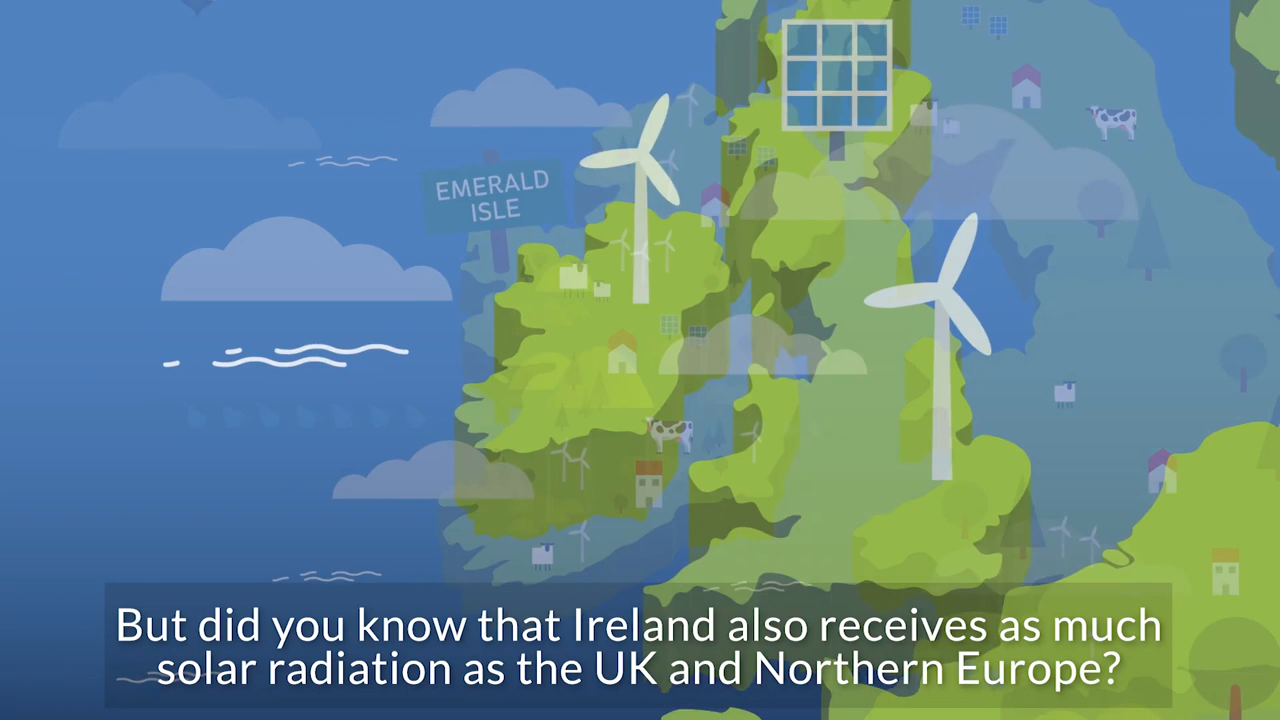 EMERALD
ISLE
But did you know that Ireland also receives as much
solar radiation as the UK and Northern Europe?